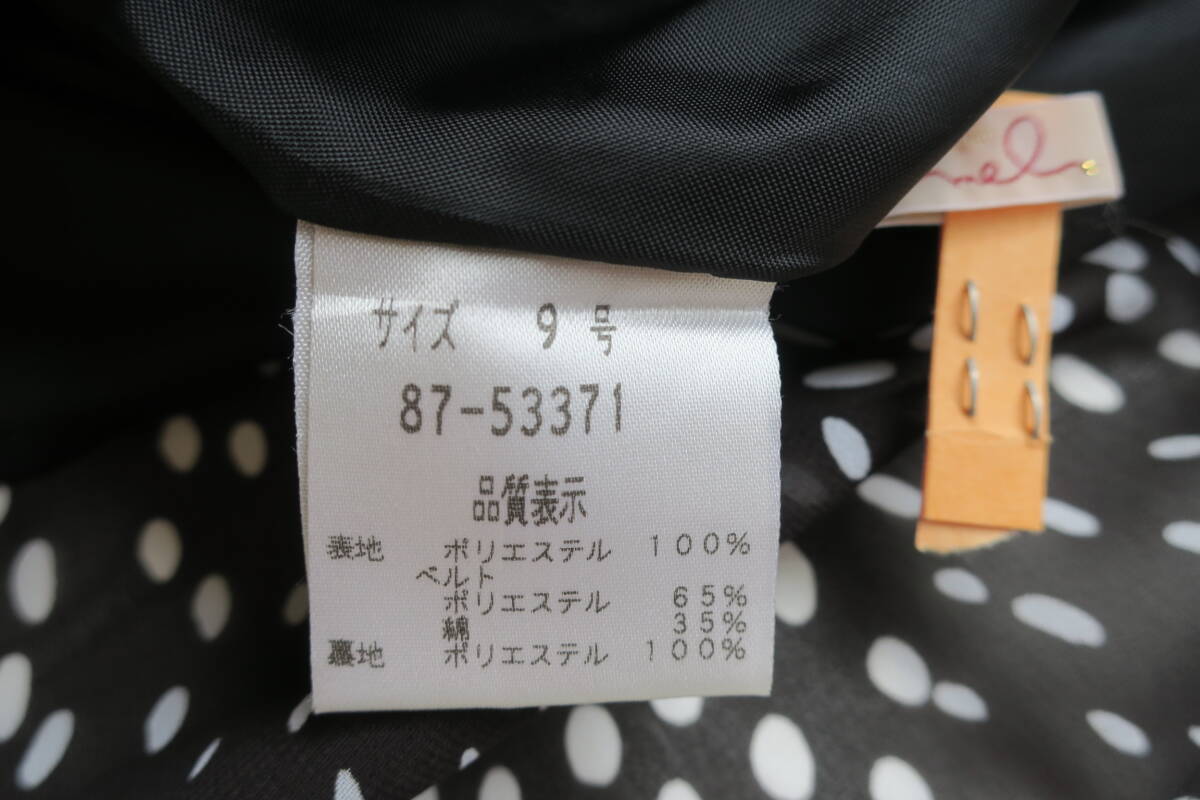 サイズ 9号
87-53371
品質表示
表地 ポリエステル 100%
ベルト
ポリエステル 65%
綿 35%
裏地 ポリエステル 100%